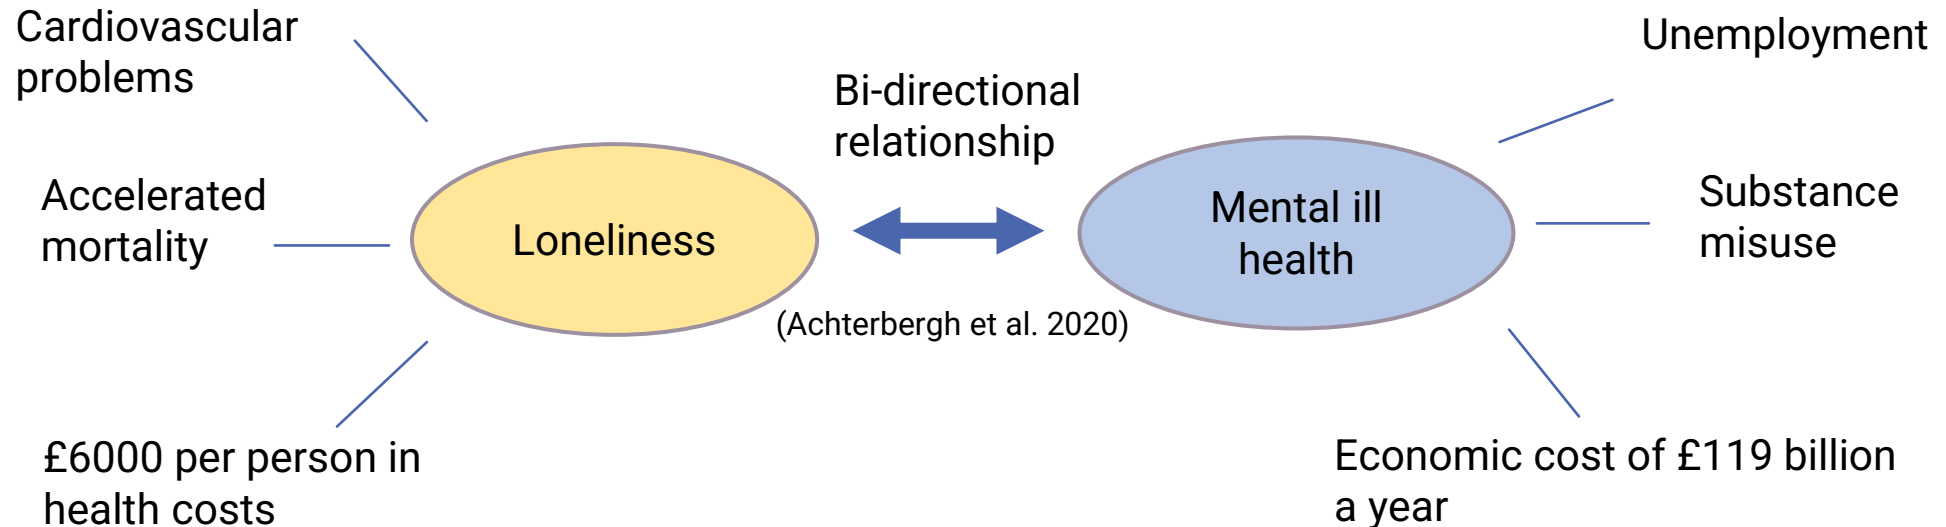 Cardiovascular
problems
Accelerated
mortality
£6000 per person in
health costs
Loneliness
Bi-directional
relationship
(Achterbergh et al. 2020)
Mental ill
health
Unemployment
Substance
misuse
Economic cost of £119 billion
a year